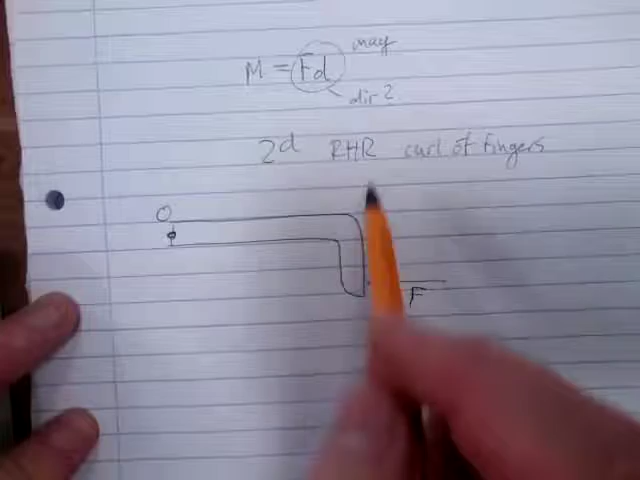 mag
M = Fd
dir ?
2d RHR curl of fingers
O
F